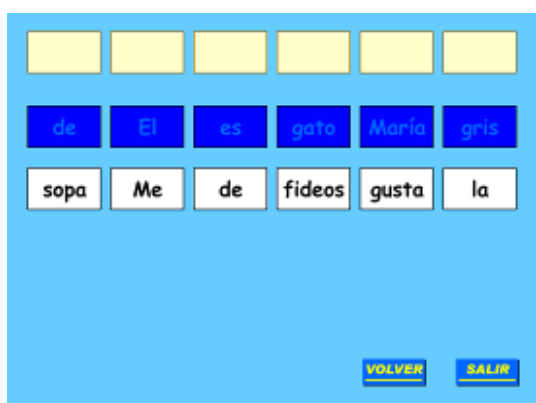 de El es gato María gris
sopa Me de fideos gusta la
VOLVER SALIR